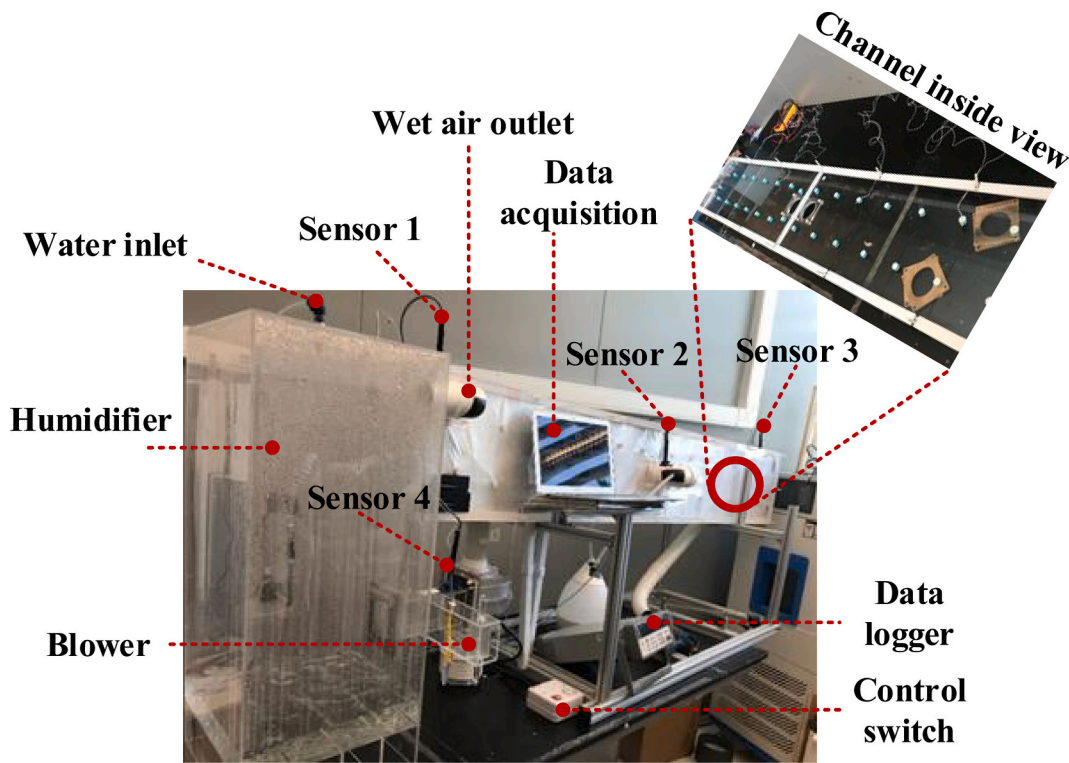 Channel inside view
Wet air outlet
Data
acquisition
Sensor 1
Water inlet
Sensor 2
Sensor 3
Humidifier
Sensor 4
Data
logger
Blower
Control
switch